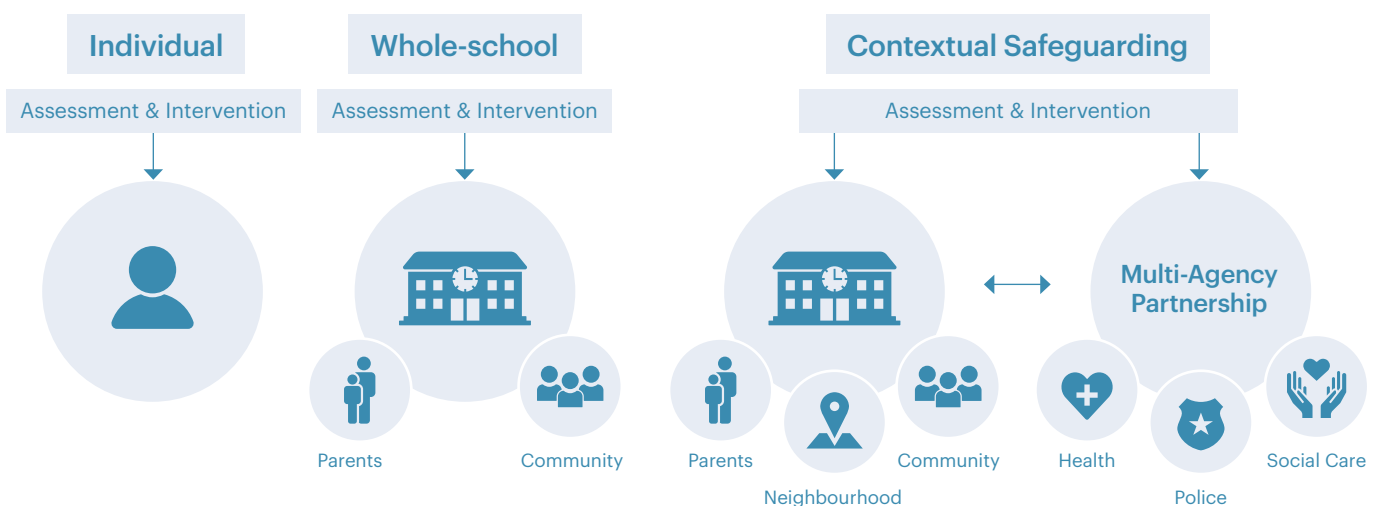 Individual
Whole-school
Contextual Safeguarding
Assessment & Intervention
Assessment & Intervention
Assessment & Intervention
Multi-Agency
Partnership
Parents
Community
Parents
Community
Health
Social Care
Neighbourhood
Police